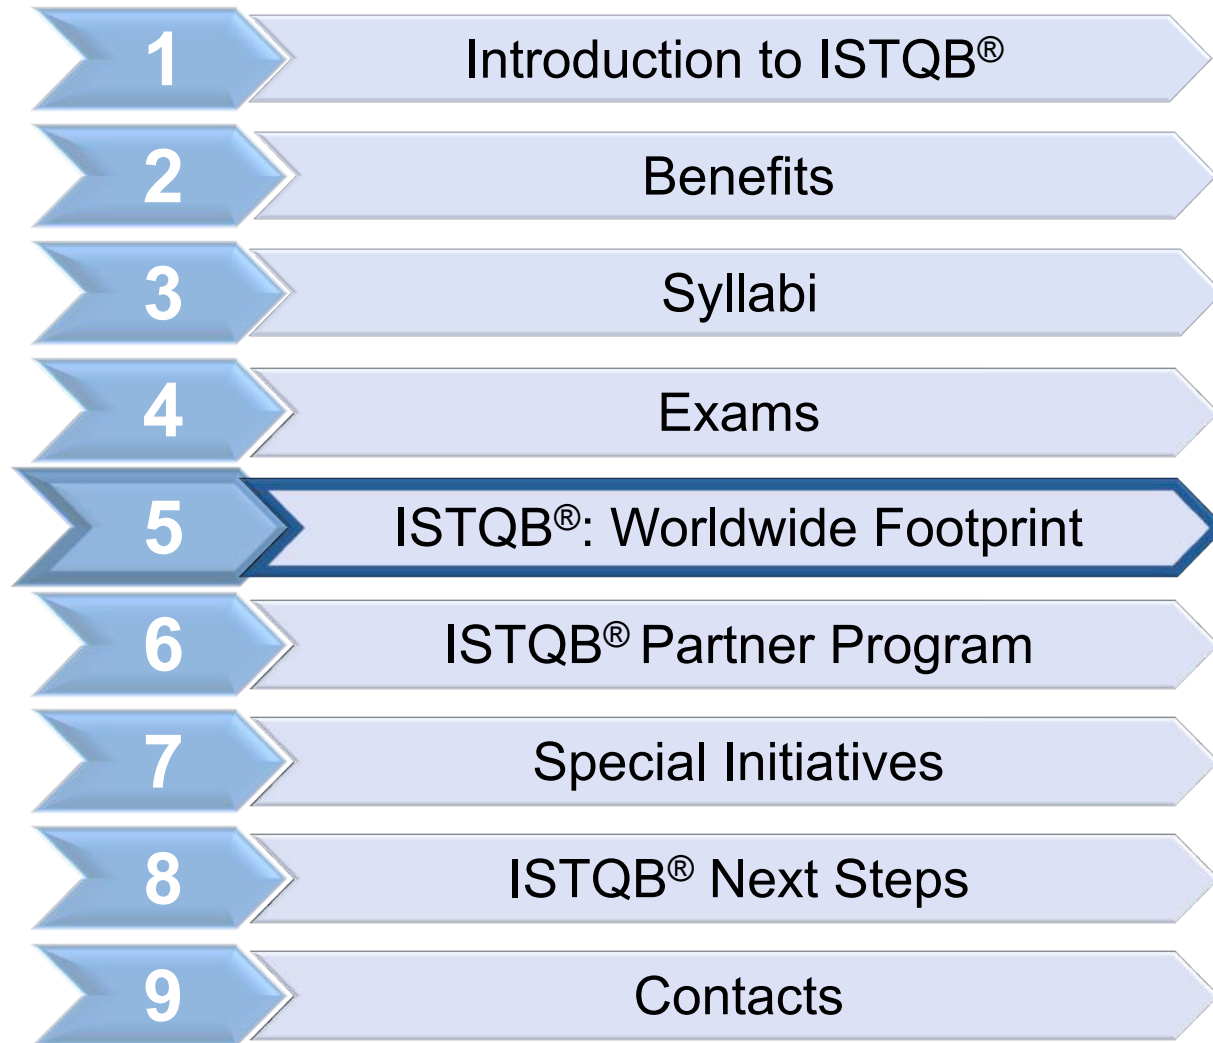 1 Introduction to ISTQB®
2 Benefits
3 Syllabi
4 Exams
5 ISTQB®: Worldwide Footprint
6 ISTQB® Partner Program
7 Special Initiatives
8 ISTQB® Next Steps
9 Contacts